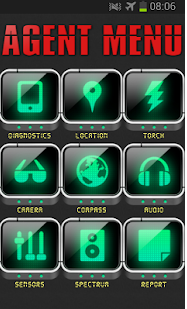 08:06
AGENT MENU
DIAGNOSTICS LOCATION TORCH
CAMERA COMPASS AUDIO
SENSORS SPECTRUM REPORT